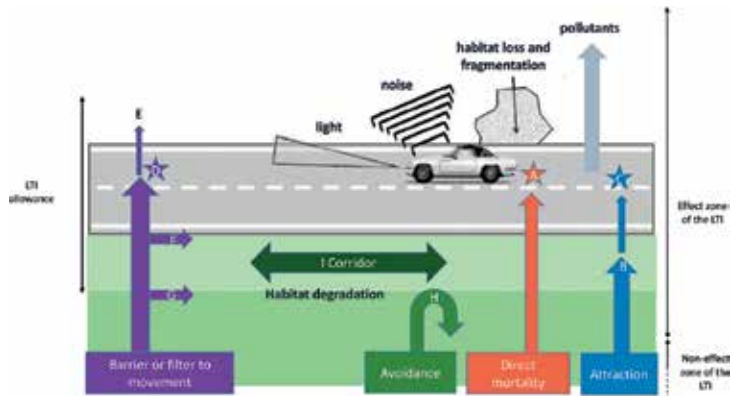 pollutants
habitat loss and
fragmentation
noise
light
E
D
A
LTI
allowance
Effect zone
of the LTI
I Corridor
Habitat degradation
H
B
Barrier or filter to
movement
Avoidance
Direct
mortality
Attraction
Non-effect
zone of the
LTI